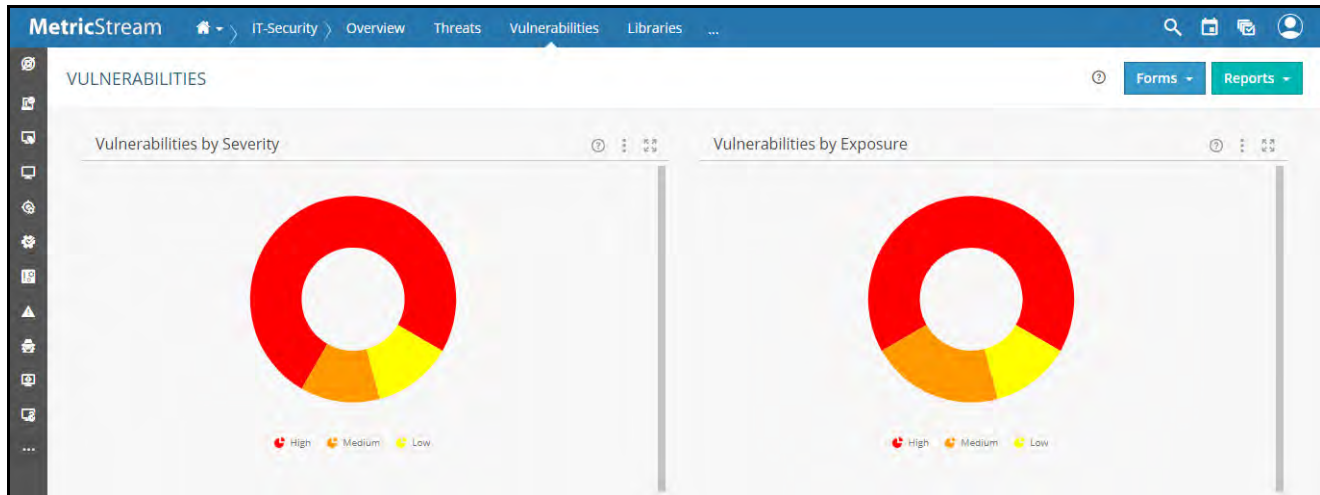 MetricStream IT-Security Overview Threats Vulnerabilities Libraries ...
VULNERABILITIES Forms Reports
Vulnerabilities by Severity
Vulnerabilities by Exposure
High Medium Low
High Medium Low